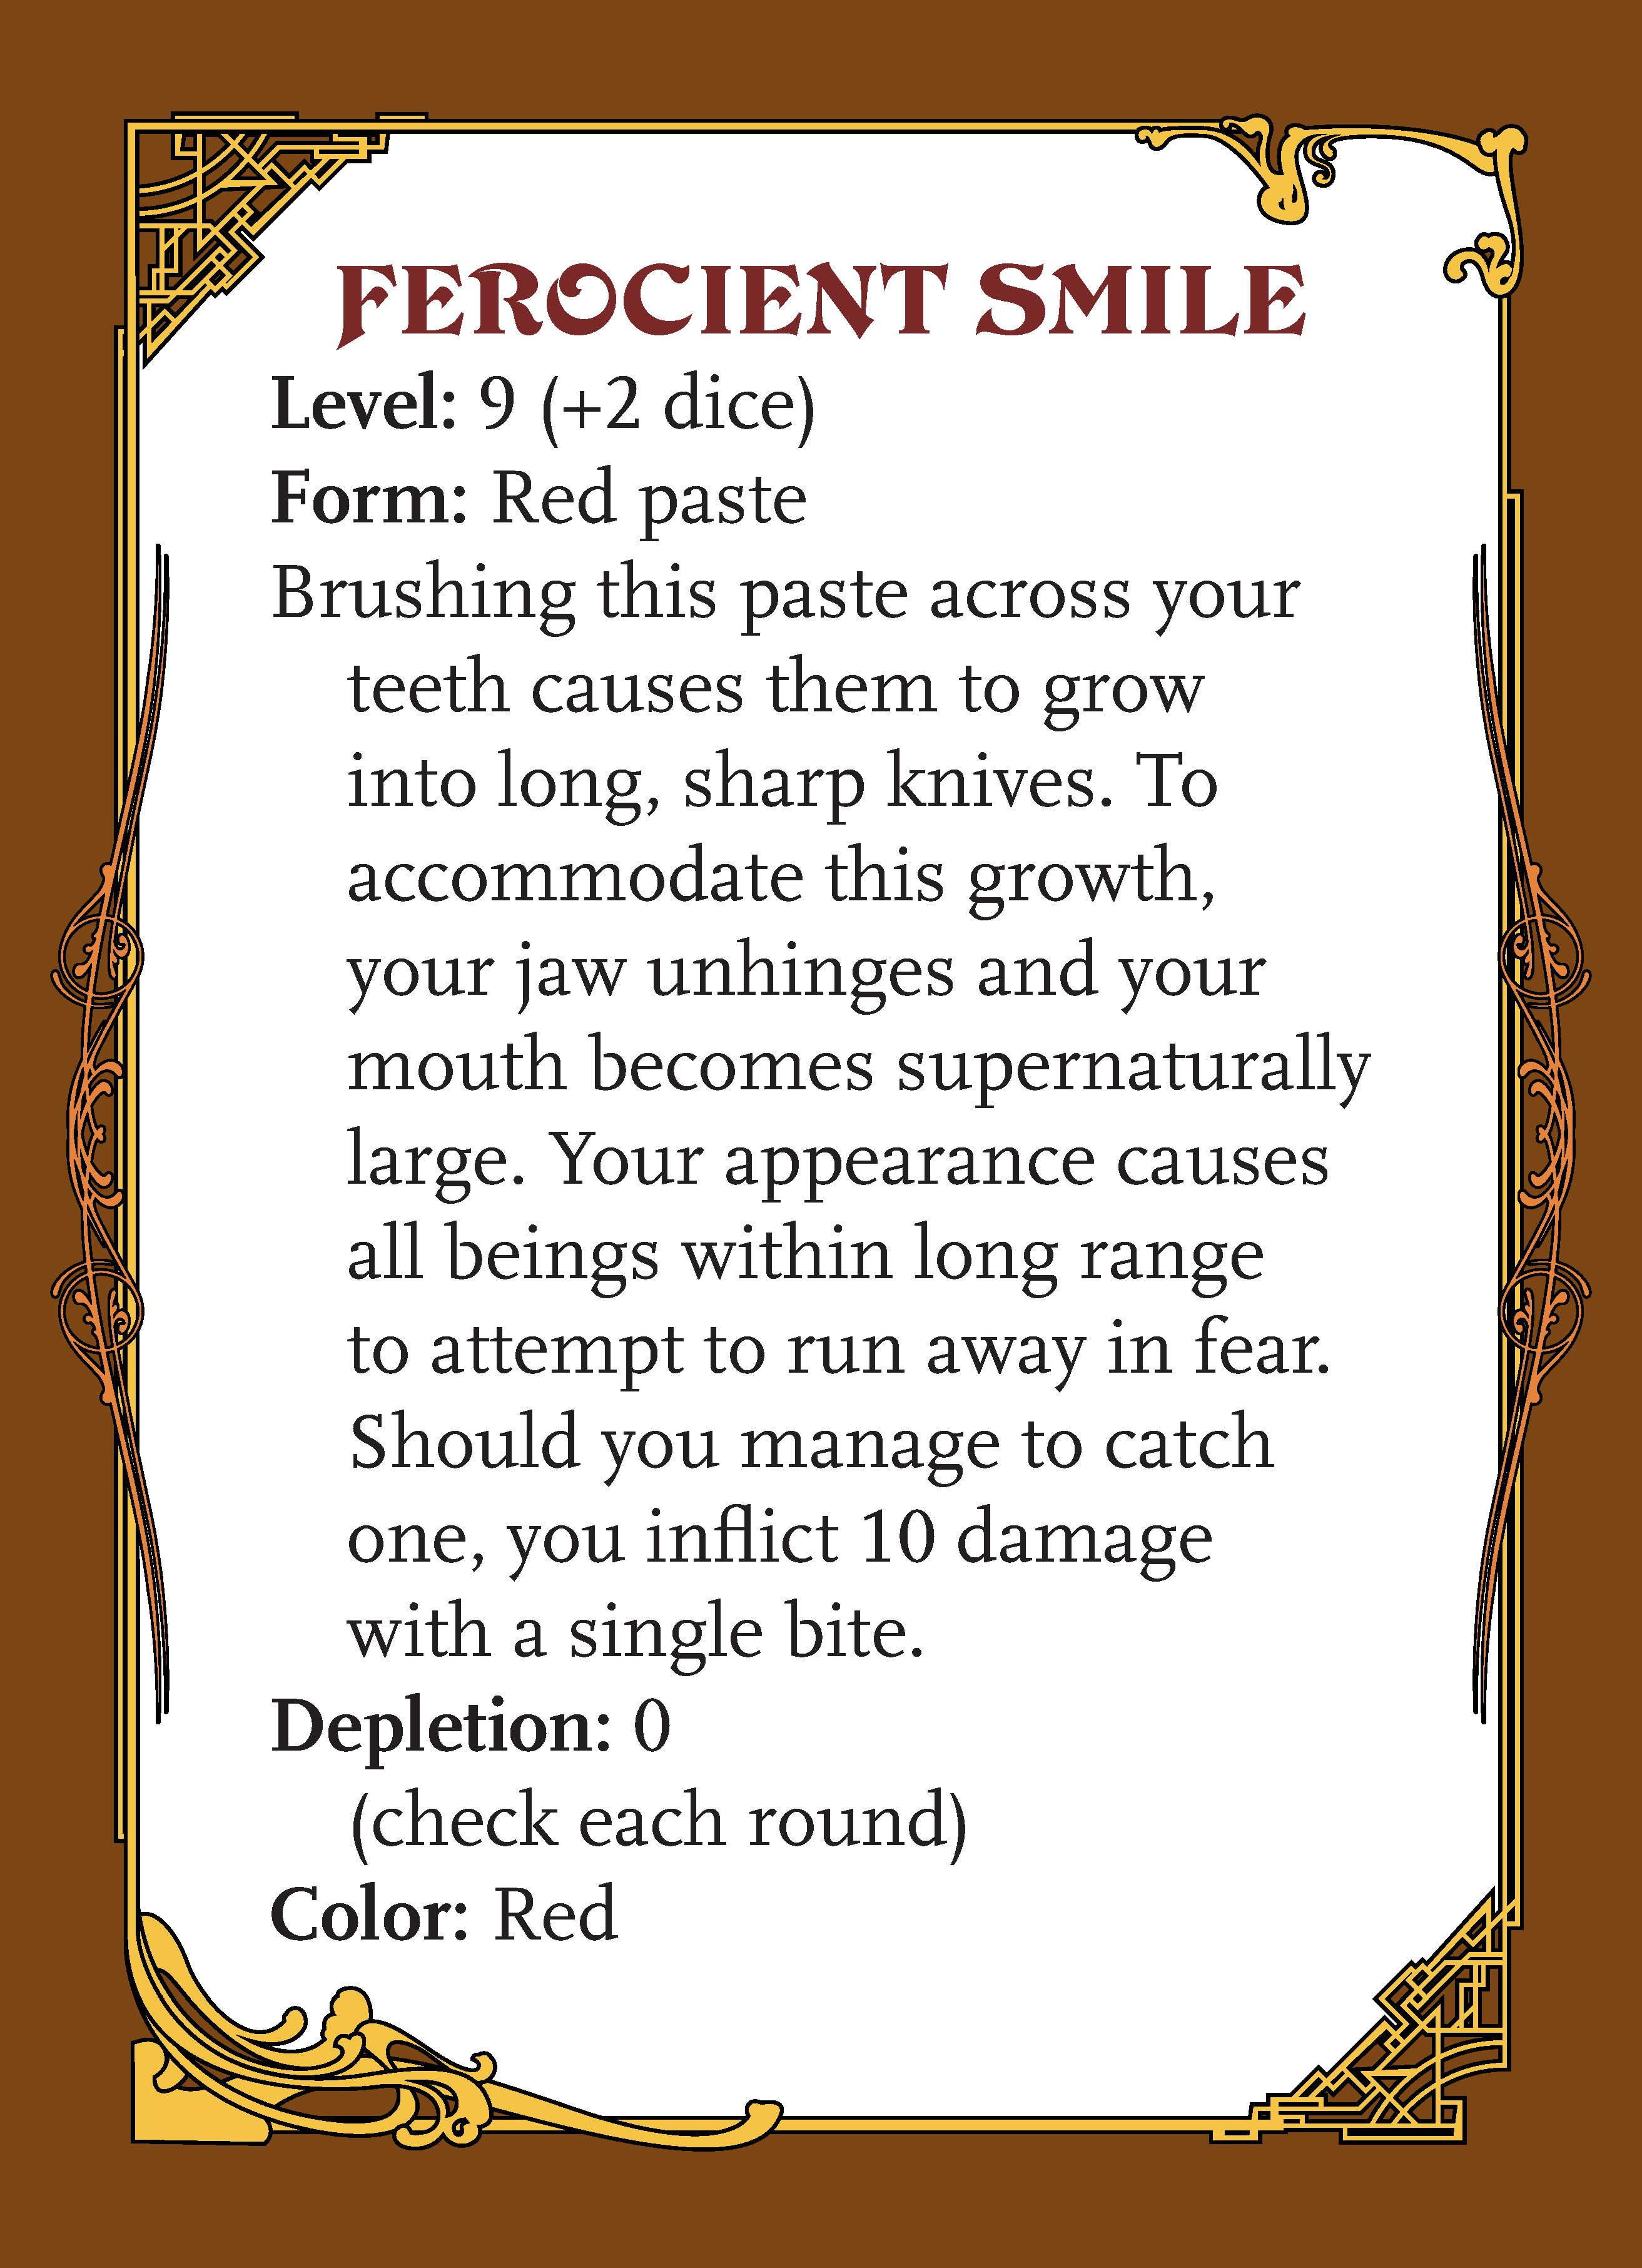 FEROCIENT SMILE
Level: 9 (+2 dice)
Form: Red paste
Brushing this paste across your
teeth causes them to grow
into long, sharp knives. To
accommodate this growth,
your jaw unhinges and your
mouth becomes supernaturally
large. Your appearance causes
all beings within long range
to attempt to run away in fear.
Should you manage to catch
one, you inflict 10 damage
with a single bite.
Depletion: 0
(check each round)
Color: Red